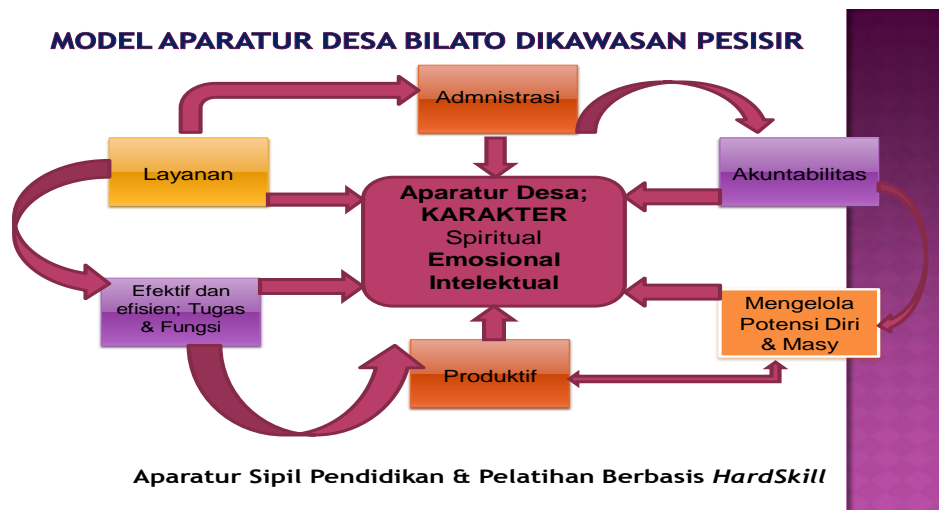 MODEL APARATUR DESA BILATO DIKAWASAN PESISIR
Admnistrasi
Layanan
Akuntabilitas
Aparatur Desa;
KARAKTER
Spiritual
Emosional
Intelektual
Efektif dan
efisien; Tugas
& Fungsi
Mengelola
Potensi Diri
& Masy
Produktif
Aparatur Sipil Pendidikan & Pelatihan Berbasis HardSkill